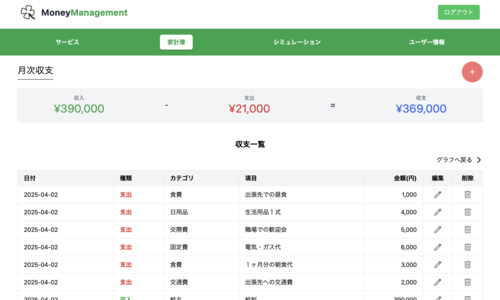 MoneyManagement
ログアウト
サービス 家計簿 シミュレーション ユーザー情報
月次収支
+
収入 支出 収支
¥390,000 - ¥21,000 = ¥369,000
収支一覧
グラフへ戻る
日付 種類 カテゴリ 項目 金額(円) 編集 削除
2025-04-02 支出 食費 出張先での昼食 1,000
2025-04-02 支出 日用品 生活用品1式 4,000
2025-04-02 支出 交際費 職場での歓迎会 5,000
2025-04-02 支出 固定費 電気・ガス代 6,000
2025-04-02 支出 食費 1ヶ月分の朝食代 3,000
2025-04-02 支出 交通費 出張先への交通費 2,000
2025-04-02 収入 給与 給料 390,000